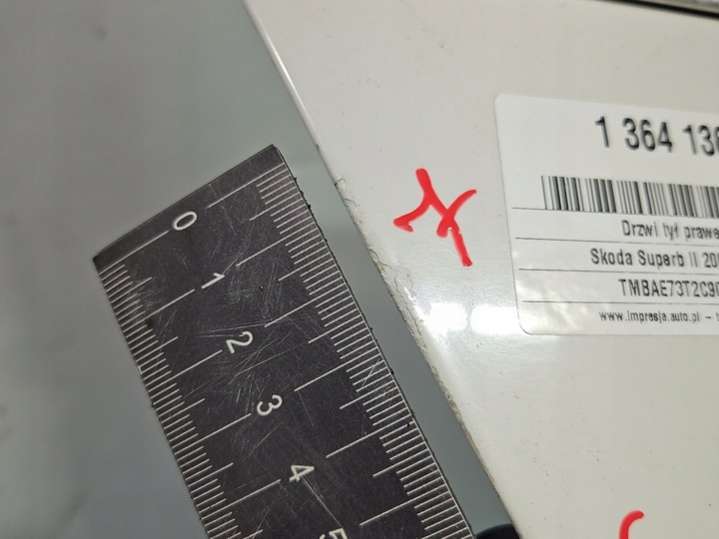 1 364 136
Drzwi tył prawe
Skoda Superb II 20
TMBAE73T2C9
www.impresja.auto.pl –
0
1
2
3
4
5